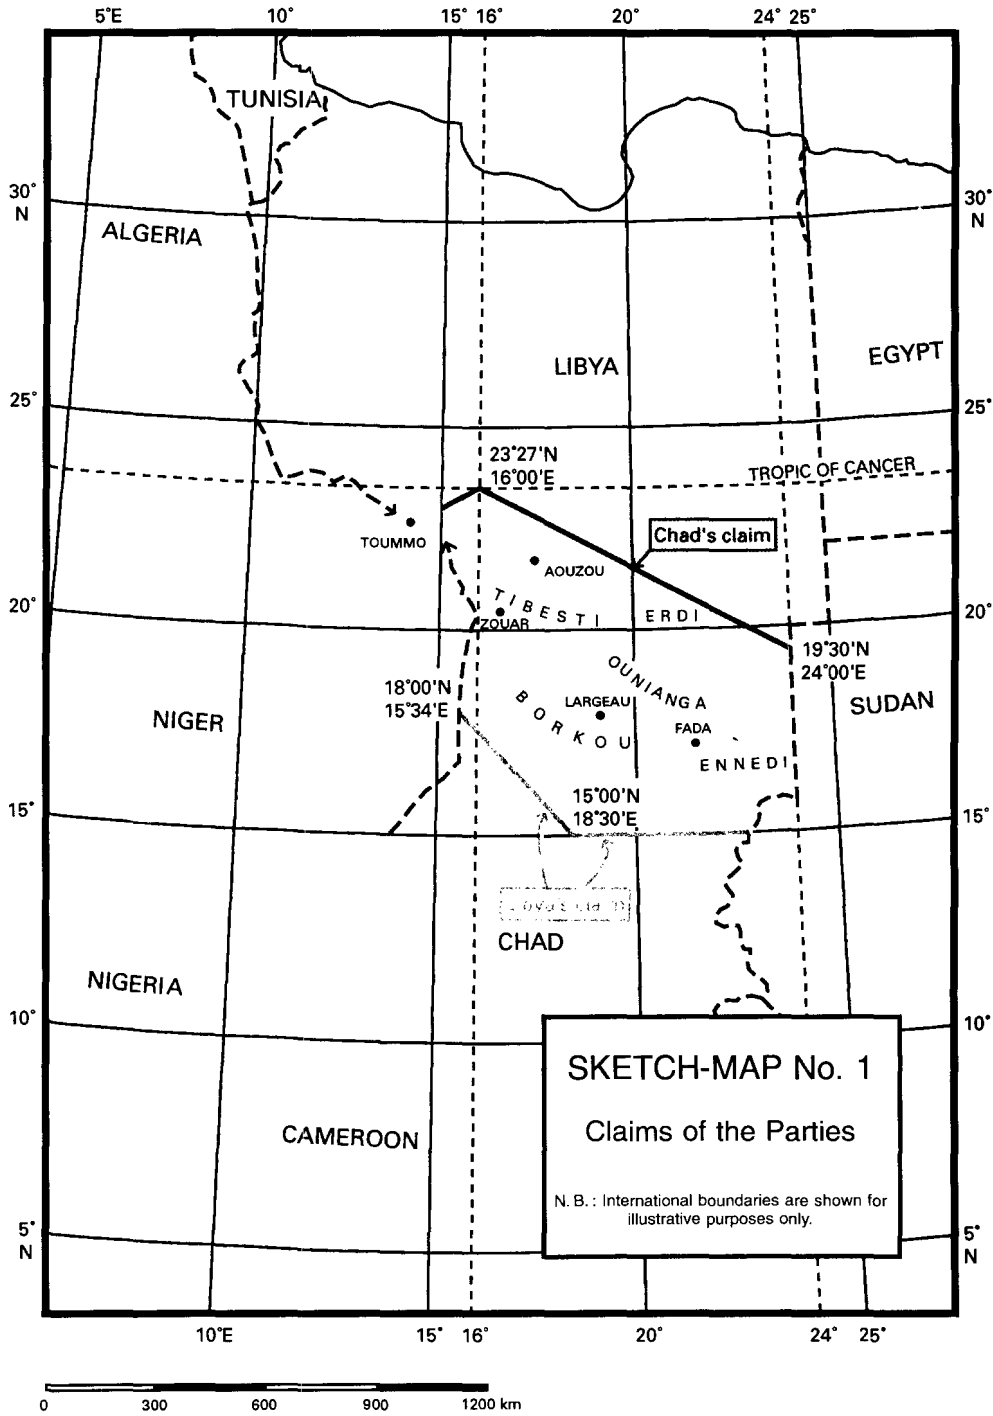 5°E 10° 15° 16° 20° 24° 25°
TUNISIA
30°
N
30°
N
ALGERIA
LIBYA
EGYPT
25°
25°
23°27'N
16°00'E
TROPIC OF CANCER
TOUMMO
Chad's claim
AOUZOU
20°
20°
TIBESTI
ERDI
ZOUAR
19°30'N
24°00'E
OUNIANGA
18°00'N
15°34'E
BORKOU
LARGEAU
FADA
NIGER
SUDAN
ENNEDI
15°00'N
18°30'E
15°
15°
CHAD
NIGERIA
10°
10°
SKETCH-MAP No. 1
Claims of the Parties
N.B.: International boundaries are shown for
illustrative purposes only.
CAMEROON
5°
N
5°
N
10°E 15° 16° 20° 24° 25°
0 300 600 900 1200 km